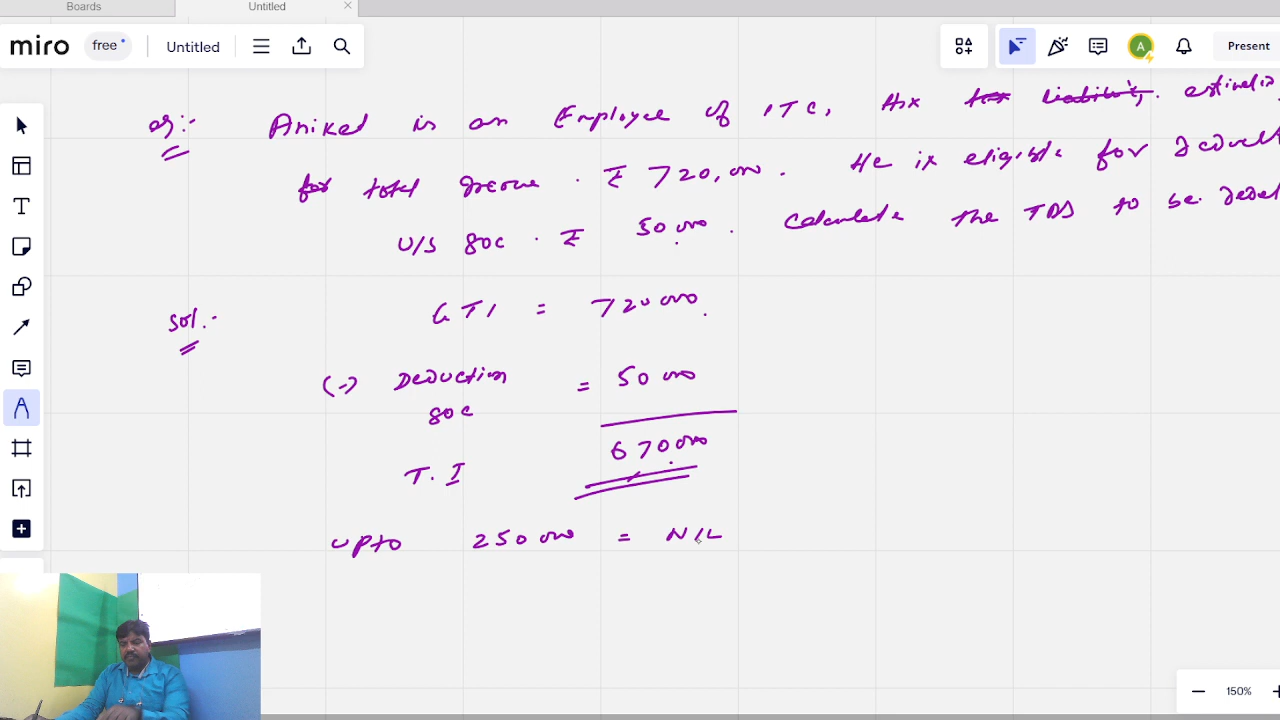 Boards
Untitled
miro
free
Untitled
A
Present
eg:-
Aniket is an Employee of ITC, His tax liability. estimated
for total Income . ₹ 720,000 . He is eligible for Deducti
U/S 80C . ₹ 50000 . Calculate the TDS to be. Deduct
Sol.-
GTI = 720000.
(-) Deduction = 50000
80C
T.I 670000
upto 250000 = NIL
150%